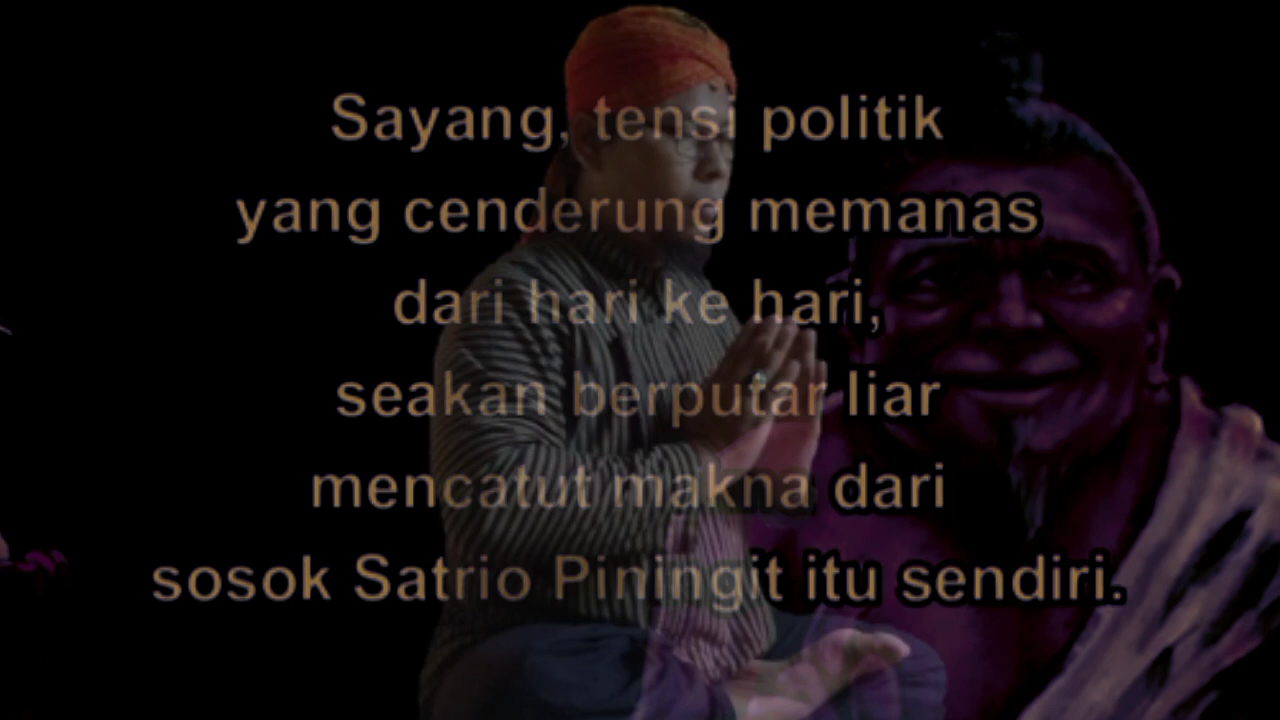 Sayang, tensi politik
yang cenderung memanas
dari hari ke hari,
seakan berputar liar
mencatut makna dari
sosok Satrio Piningit itu sendiri.